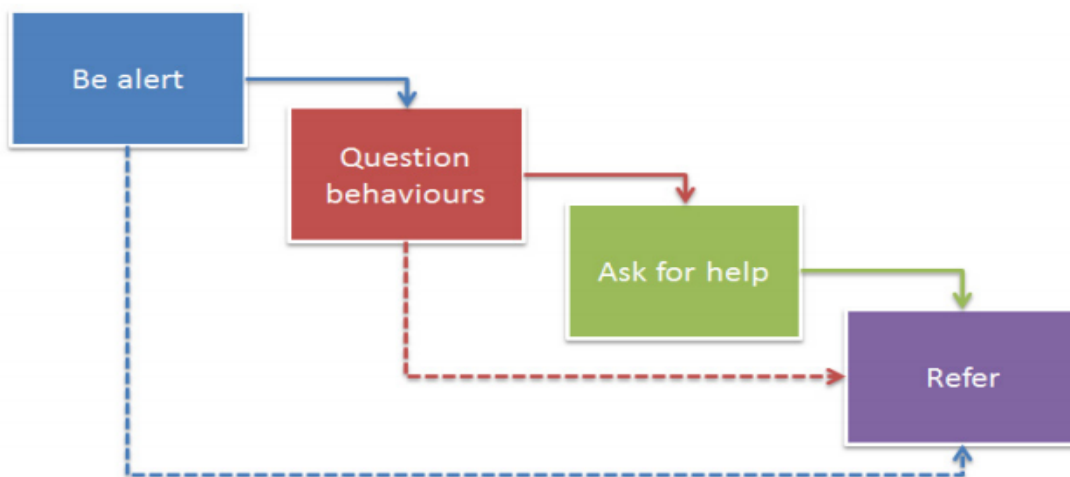 Be alert
Question
behaviours
Ask for help
Refer